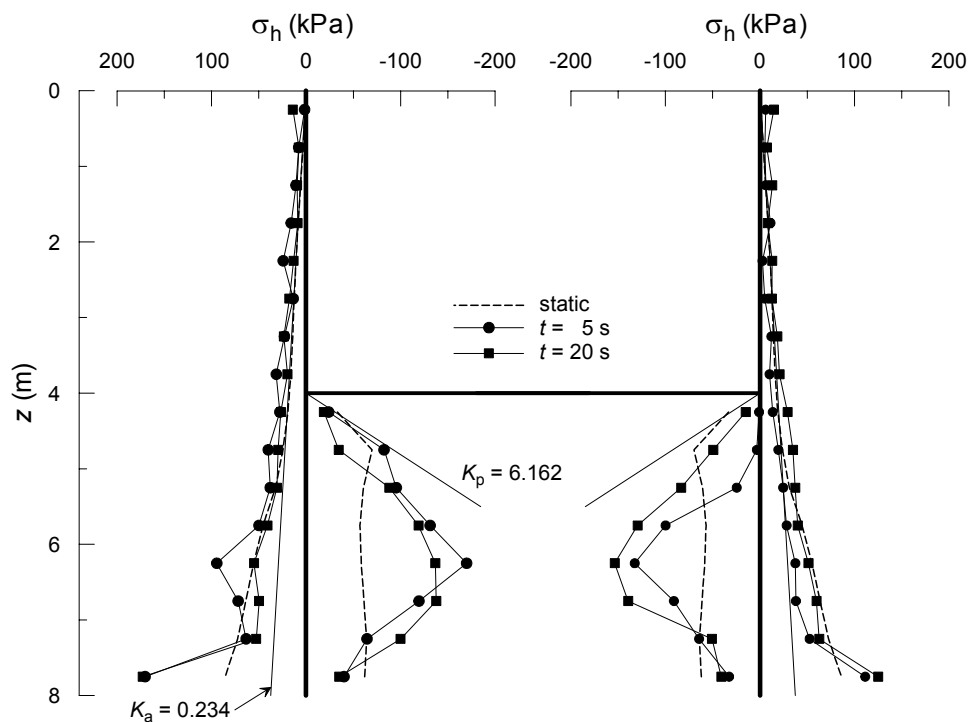 σh (kPa)
σh (kPa)
200 100 0 -100 -200
-200 -100 0 100 200
0
2
4
6
8
z (m)
static
t = 5 s
t = 20 s
Kp = 6.162
Ka = 0.234